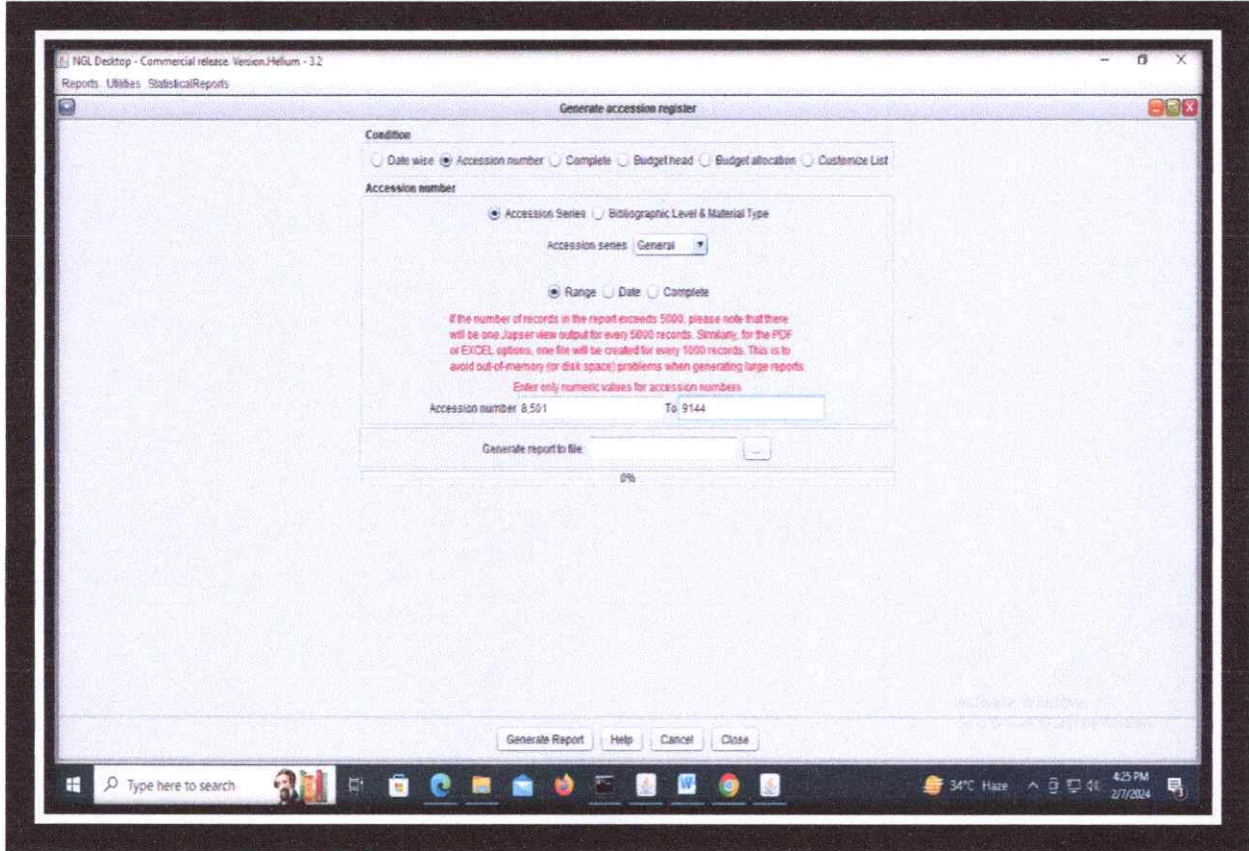 NGL Desktop - Commercial release. Version.Helium - 3.2
Reports Utilities StatisticalReports
Generate accession register
Condition
Date wise Accession number Complete Budget head Budget allocation Customize List
Accession number
Accession Series Bibliographic Level & Material Type
Accession series General
Range Date Complete
If the number of records in the report exceeds 5000, please note that there
will be one Japser view output for every 5000 records. Similarly, for the PDF
or EXCEL options, one file will be created for every 1000 records. This is to
avoid out-of-memory (or disk space) problems when generating large reports.
Enter only numeric values for accession numbers
Accession number 8,501 To 9144
Generate report to file: ...
0%
Activate Windows
Generate Report Help Cancel Close
Type here to search
34°C Haze
4:25 PM
2/7/2024